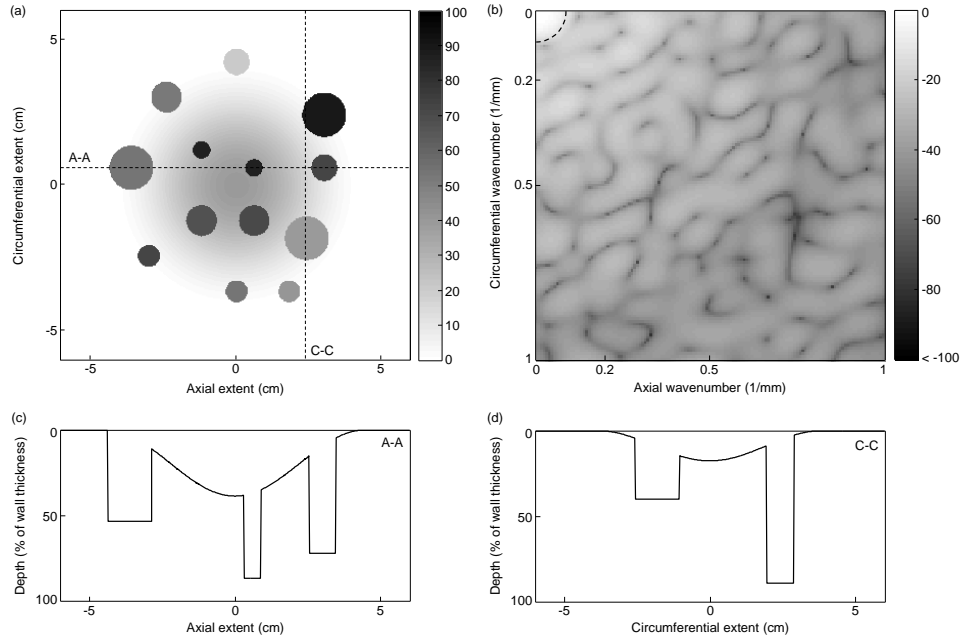 (a)
5
0
-5
Circumferential extent (cm)
A-A
C-C
-5
0
5
Axial extent (cm)
100
90
80
70
60
50
40
30
20
10
0
(b)
0
0.2
0.5
1
Circumferential wavenumber (1/mm)
0
0.2
0.5
1
Axial wavenumber (1/mm)
0
-20
-40
-60
-80
< -100
(c)
0
50
100
Depth (% of wall thickness)
A-A
-5
0
5
Axial extent (cm)
(d)
0
50
100
Depth (% of wall thickness)
C-C
-5
0
5
Circumferential extent (cm)